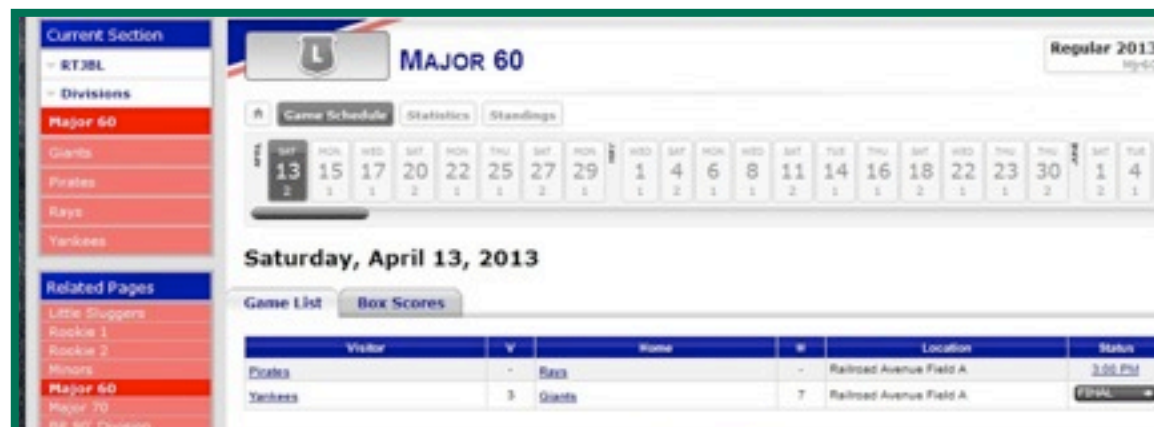 Current Section
- RTJBL
- Divisions
Major 60
Giants
Pirates
Rays
Yankees
Related Pages
Little Sluggers
Rookie 1
Rookie 2
Minors
Major 60
Major 70
L
MAJOR 60
Regular 2013
Mjr60
Game Schedule Statistics Standings
APRIL SAT 13 2 MON 15 1 WED 17 1 SAT 20 2 MON 22 1 THU 25 1 SAT 27 2 MON 29 1 MAY WED 1 1 SAT 4 2 MON 6 1 WED 8 1 SAT 11 2 TUE 14 1 THU 16 1 SAT 18 2 WED 22 1 THU 23 1 THU 30 2 JUNE SAT 1 2 TUE 4 1
Saturday, April 13, 2013
Game List Box Scores
Visitor V Home H Location Status
Pirates - Rays - Railroad Avenue Field A 3:00 PM
Yankees 3 Giants 7 Railroad Avenue Field A FINAL